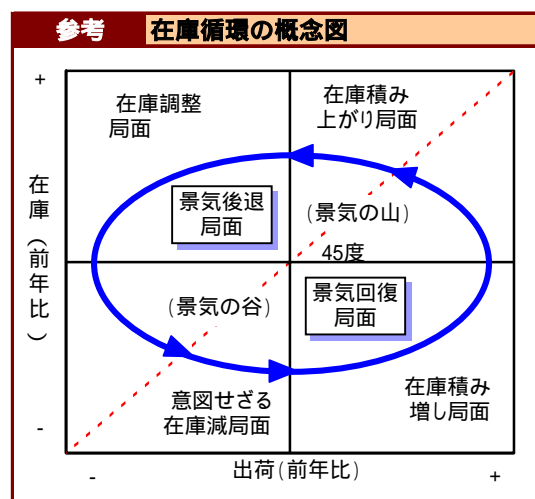 参考 在庫循環の概念図
+
在庫調整
局面
在庫積み
上がり局面
在庫(前年比)
景気後退
局面
(景気の山)
45度
(景気の谷)
景気回復
局面
意図せざる
在庫減局面
在庫積み
増し局面
-
-
出荷(前年比)
+